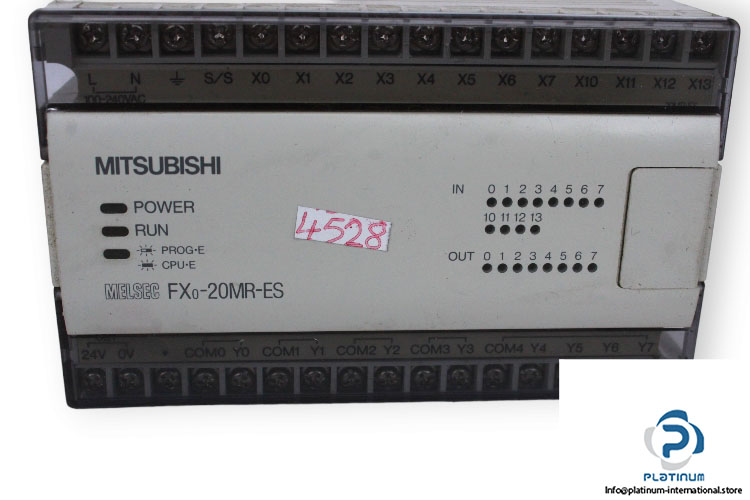 L N S/S X0 X1 X2 X3 X4 X5 X6 X7 X10 X11 X12 X13
100-240VAC
MITSUBISHI
POWER
RUN
PROG·E
CPU·E
MELSEC FX0-20MR-ES
4528
IN 0 1 2 3 4 5 6 7
10 11 12 13
OUT 0 1 2 3 4 5 6 7
24V 0V COM0 Y0 COM1 Y1 COM2 Y2 COM3 Y3 COM4 Y4 Y5 Y6 Y7
PLATINUM
Info@platinum-international.store